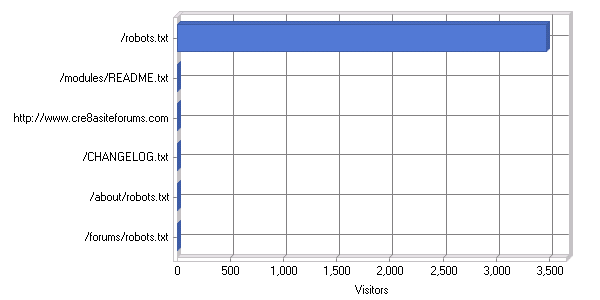 /robots.txt
/modules/README.txt
http://www.cre8asiteforums.com
/CHANGELOG.txt
/about/robots.txt
/forums/robots.txt
0 500 1,000 1,500 2,000 2,500 3,000 3,500
Visitors